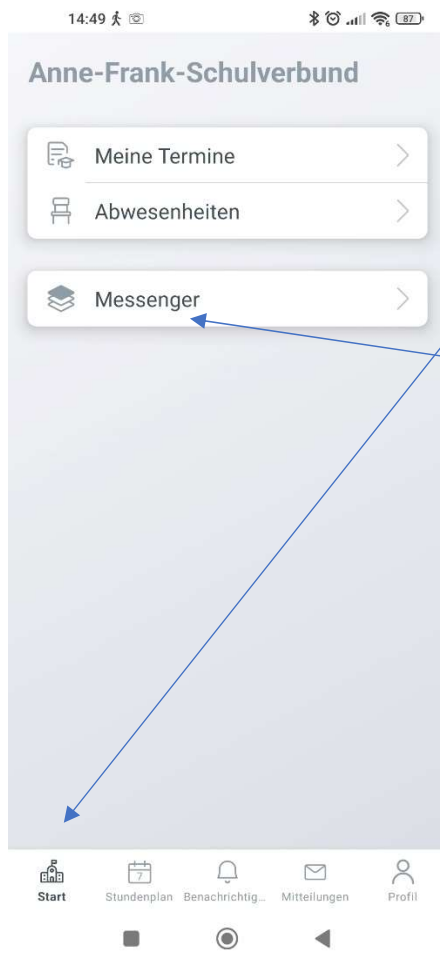 14:49
87
Anne-Frank-Schulverbund
Meine Termine
Abwesenheiten
Messenger
7
Start Stundenplan Benachrichtig... Mitteilungen Profil